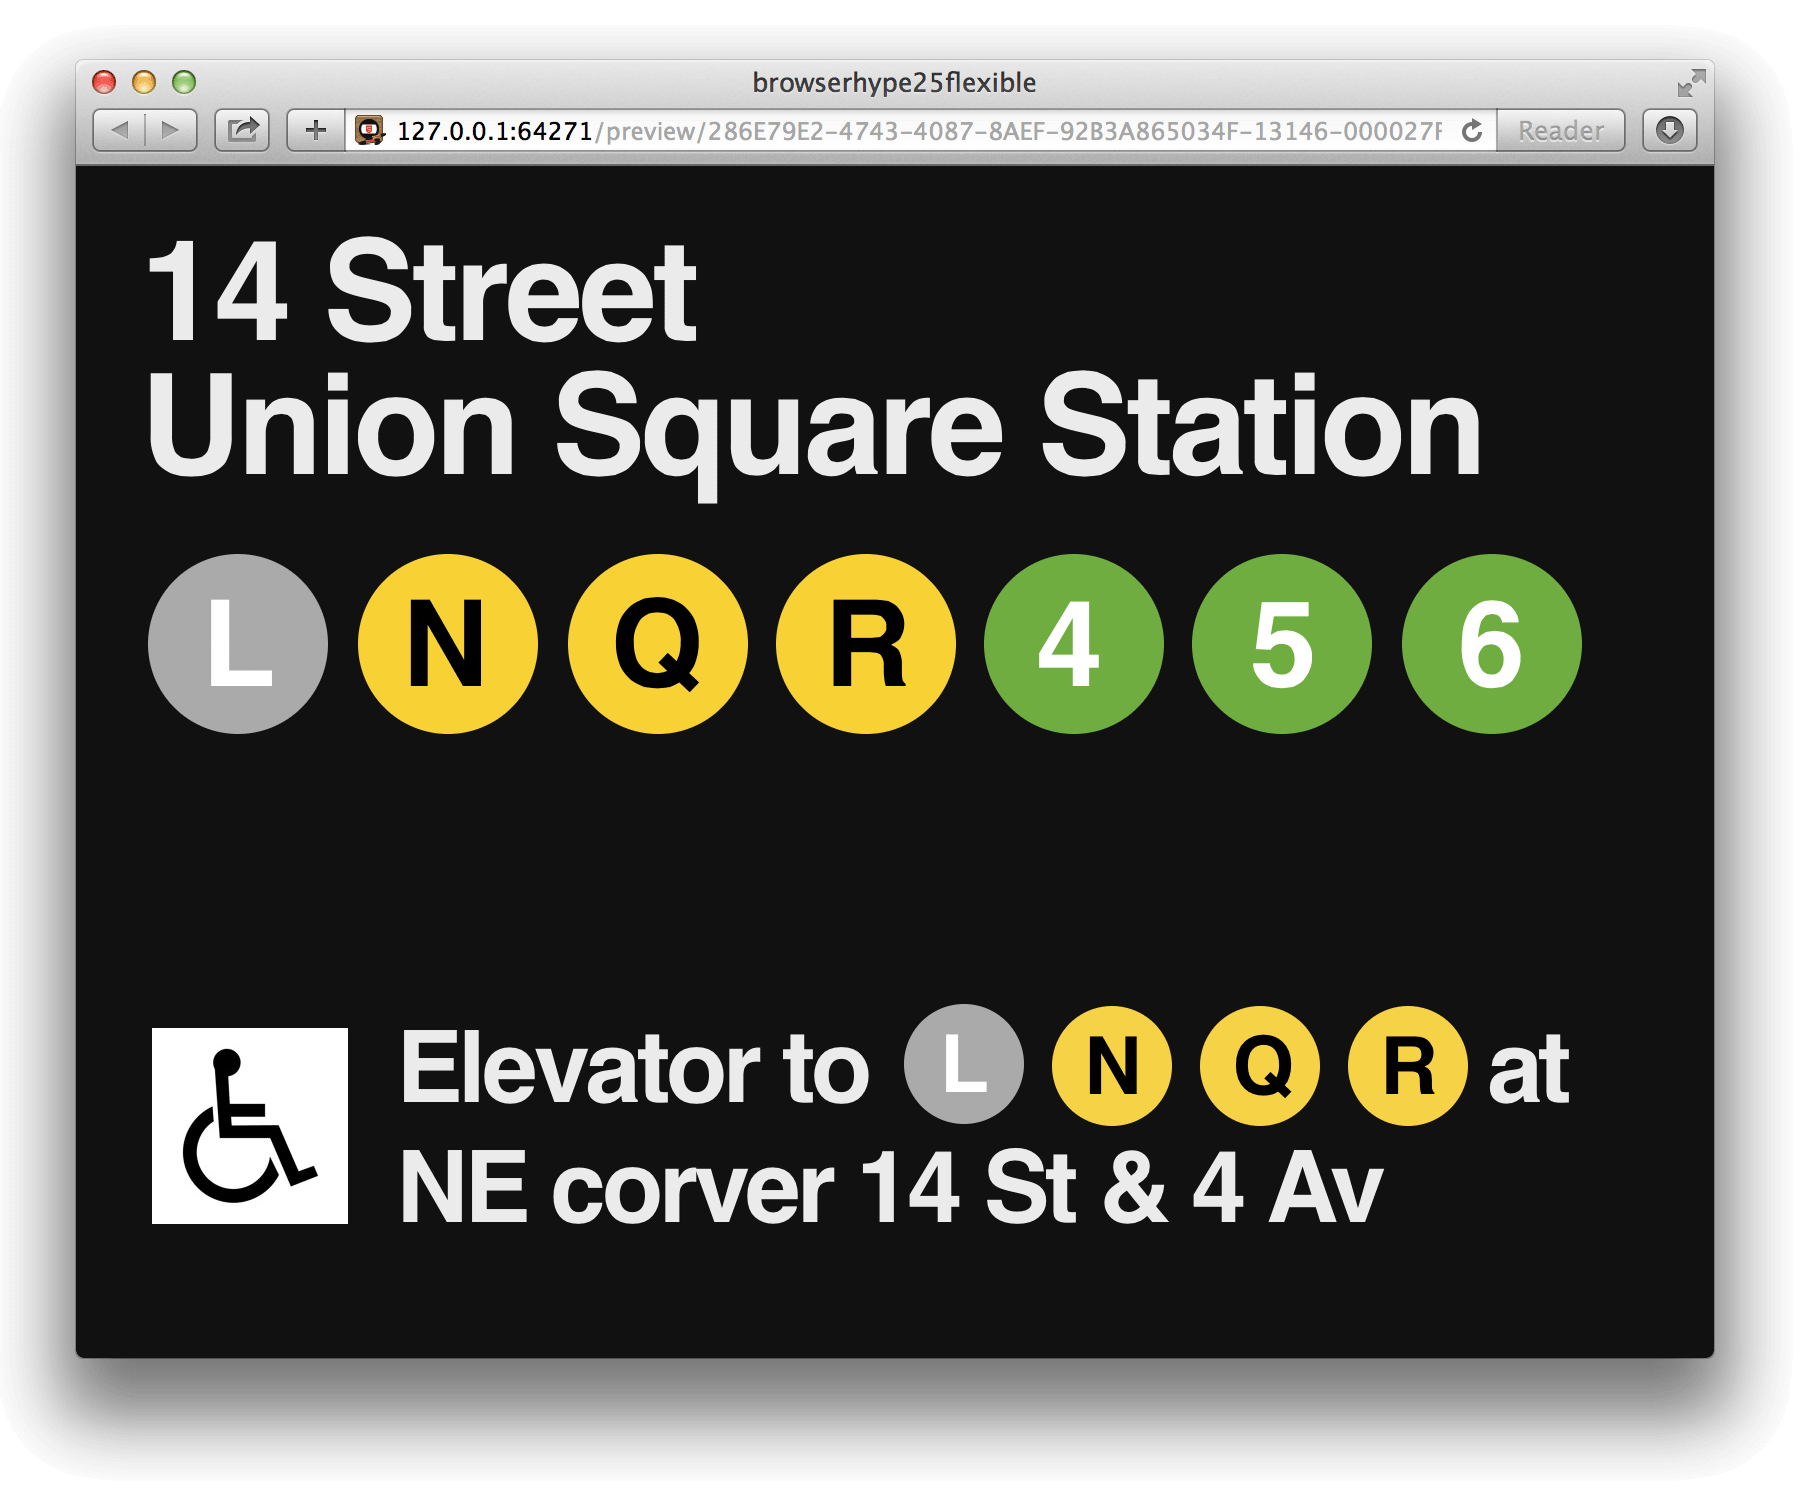 browserhype25flexible
127.0.0.1:64271/preview/286E79E2-4743-4087-8AEF-92B3A865034F-13146-000027F
Reader
14 Street
Union Square Station
L N Q R 4 5 6
Elevator to L N Q R at
NE corver 14 St & 4 Av